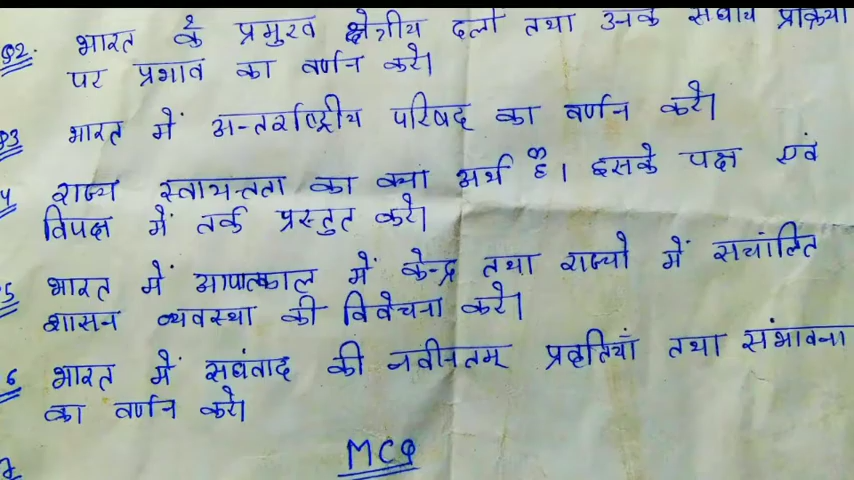 Q2. भारत के प्रमुख क्षेत्रीय दलों तथा उनके संघीय प्रक्रिया
पर प्रभाव का वर्णन करे।
Q3 भारत में अन्तर्राष्ट्रीय परिषद का वर्णन करे।
4 राज्य स्वायत्तता का क्या अर्थ है। इसके पक्ष एवं
विपक्ष में तर्क प्रस्तुत करे।
5 भारत में आपात्काल में केन्द्र तथा राज्यो में सचांलित
शासन व्यवस्था की विवेचना करे।
6 भारत में सघंवाद की नवीनतम् प्रवृतियाँ तथा संभावना
का वर्णन करे।
MCQ